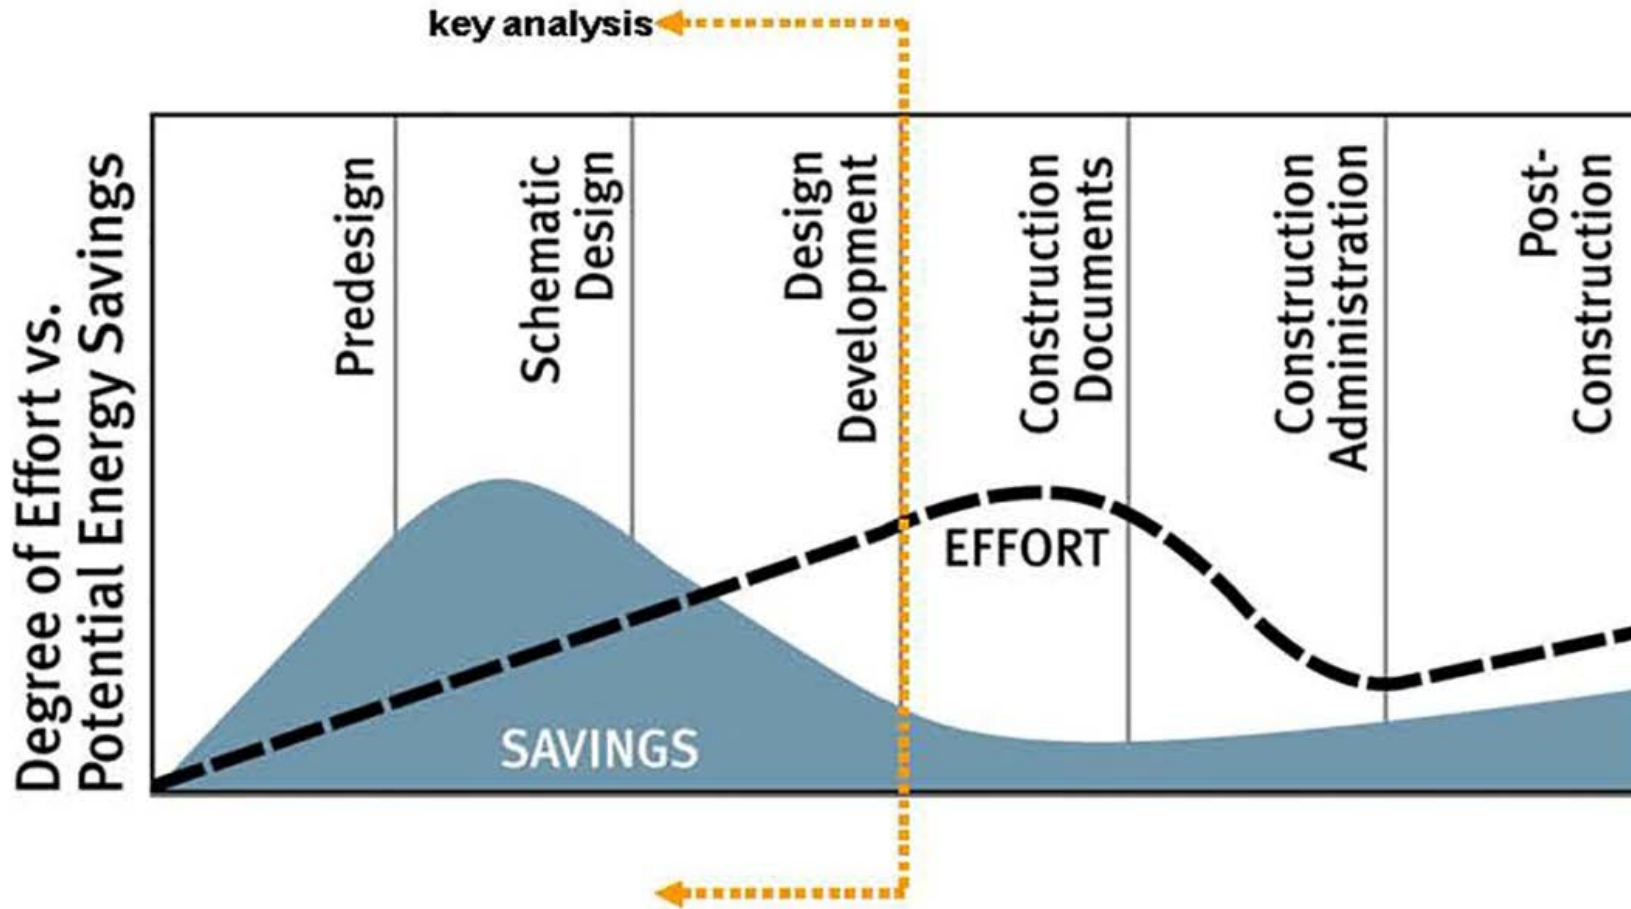 key analysis
Degree of Effort vs.
Potential Energy Savings
Predesign
Schematic
Design
Design
Development
Construction
Documents
Construction
Administration
Post-
Construction
EFFORT
SAVINGS